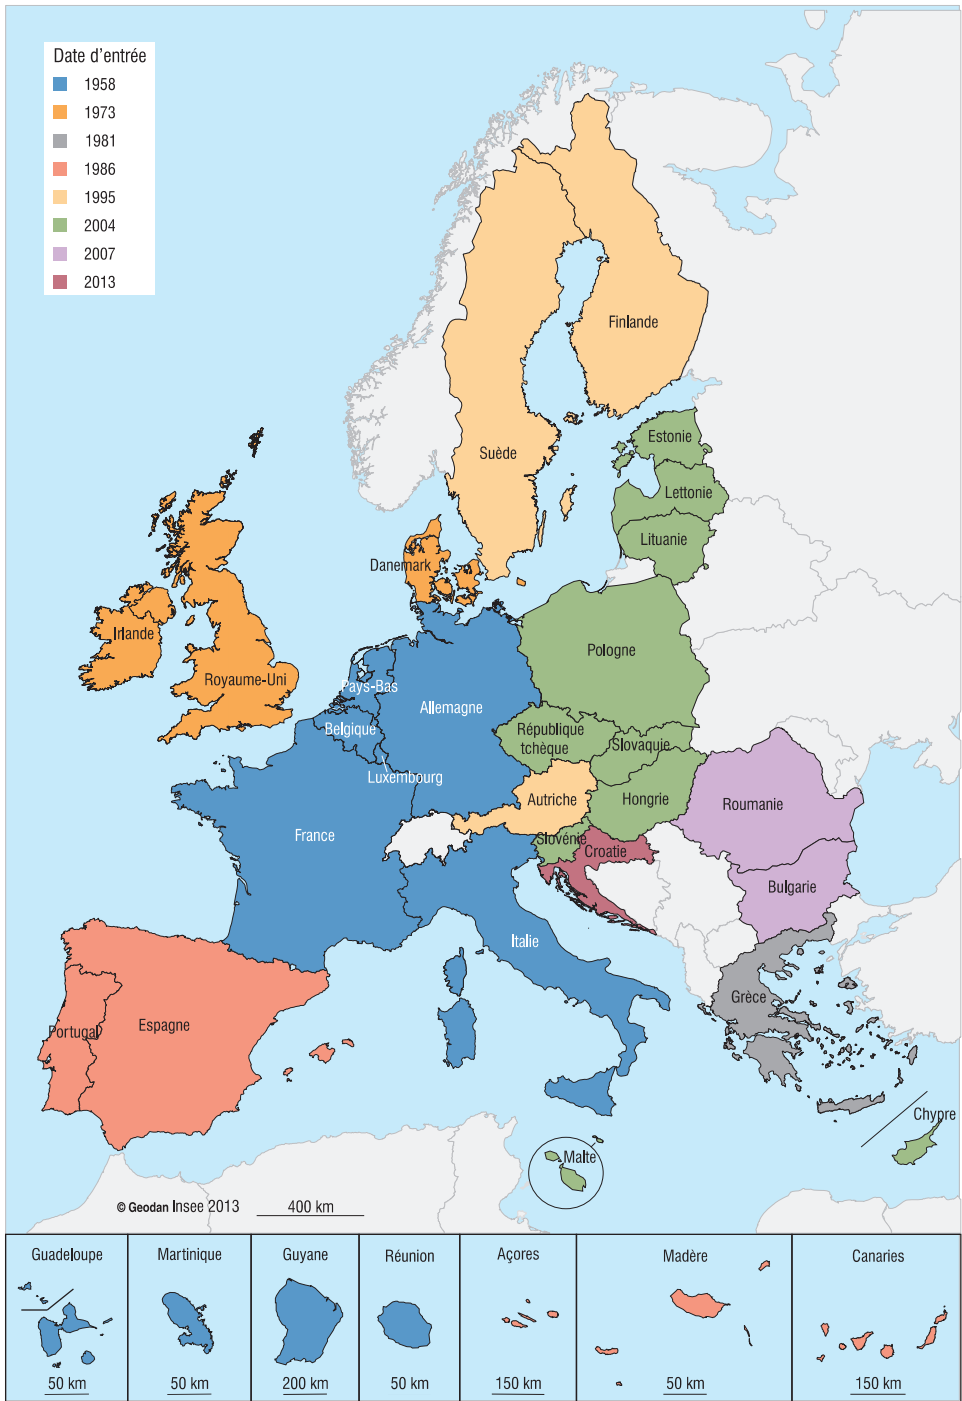 Date d'entrée
1958
1973
1981
1986
1995
2004
2007
2013
Finlande
Suède
Estonie
Lettonie
Lituanie
Danemark
Irlande
Royaume-Uni
Pologne
Pays-Bas
Allemagne
Belgique
République
tchèque
Slovaquie
Luxembourg
Autriche
Hongrie
Roumanie
France
Slovénie
Croatie
Bulgarie
Italie
Grèce
Portugal
Espagne
Chypre
Malte
© Geodan Insee 2013
400 km
Guadeloupe
50 km
Martinique
50 km
Guyane
200 km
Réunion
50 km
Açores
150 km
Madère
50 km
Canaries
150 km